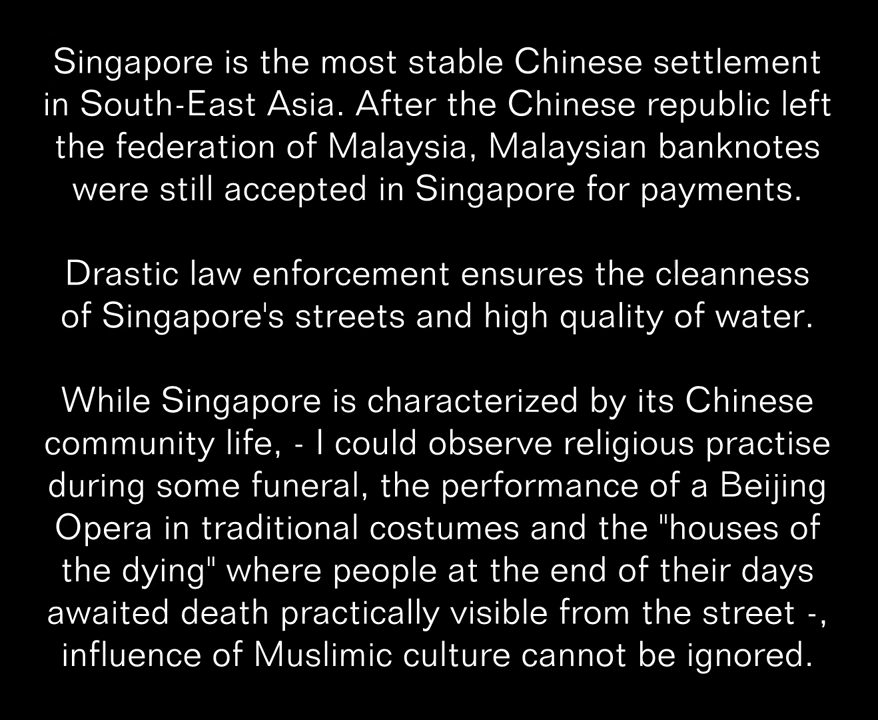 Singapore is the most stable Chinese settlement
in South-East Asia. After the Chinese republic left
the federation of Malaysia, Malaysian banknotes
were still accepted in Singapore for payments.
Drastic law enforcement ensures the cleanness
of Singapore's streets and high quality of water.
While Singapore is characterized by its Chinese
community life, - I could observe religious practise
during some funeral, the performance of a Beijing
Opera in traditional costumes and the "houses of
the dying" where people at the end of their days
awaited death practically visible from the street -,
influence of Muslimic culture cannot be ignored.